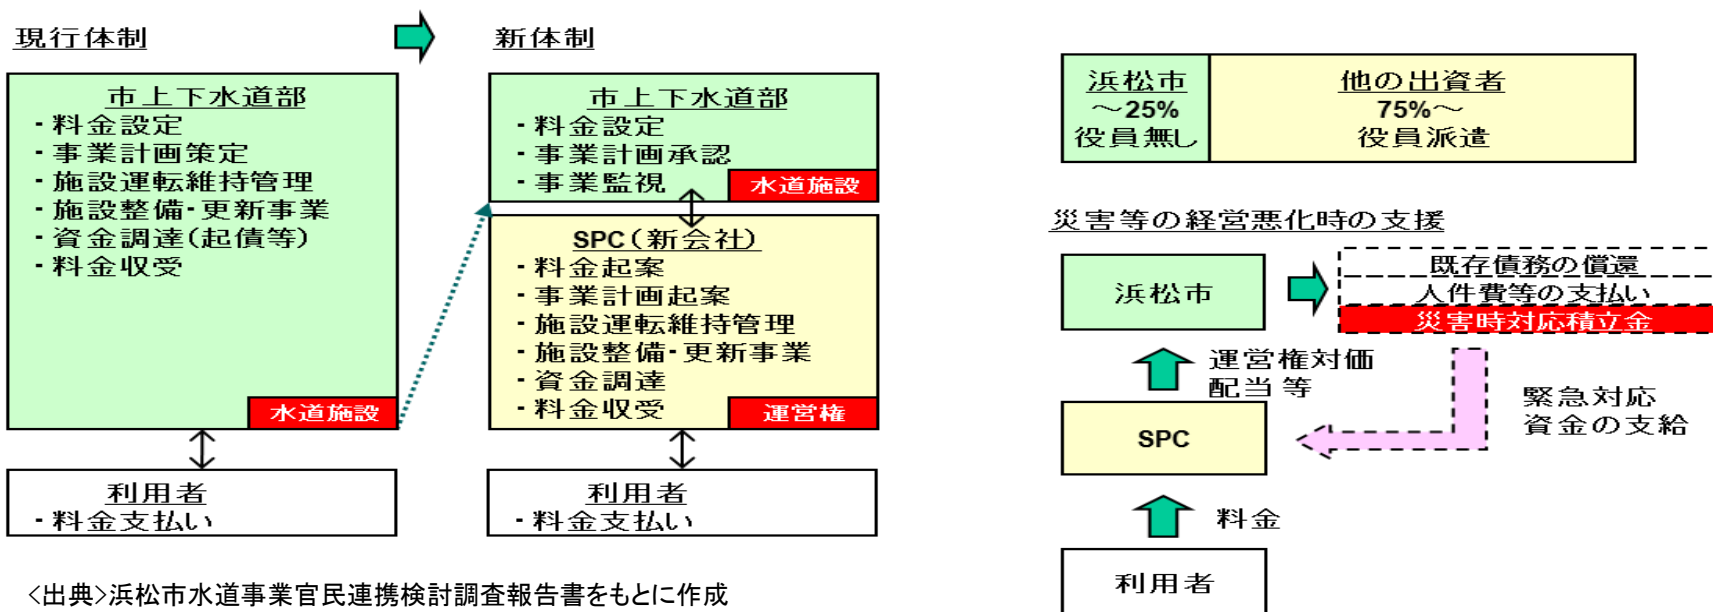 現行体制
市上下水道部
・料金設定
・事業計画策定
・施設運転維持管理
・施設整備・更新事業
・資金調達(起債等)
・料金収受
水道施設
利用者
・料金支払い
新体制
市上下水道部
・料金設定
・事業計画承認
・事業監視
水道施設
SPC(新会社)
・料金起案
・事業計画起案
・施設運転維持管理
・施設整備・更新事業
・資金調達
・料金収受
運営権
利用者
・料金支払い
<出典>浜松市水道事業官民連携検討調査報告書をもとに作成
浜松市
～25%
役員無し
他の出資者
75%～
役員派遣
災害等の経営悪化時の支援
浜松市
既存債務の償還
人件費等の支払い
災害時対応積立金
運営権対価
配当等
緊急対応
資金の支給
SPC
料金
利用者